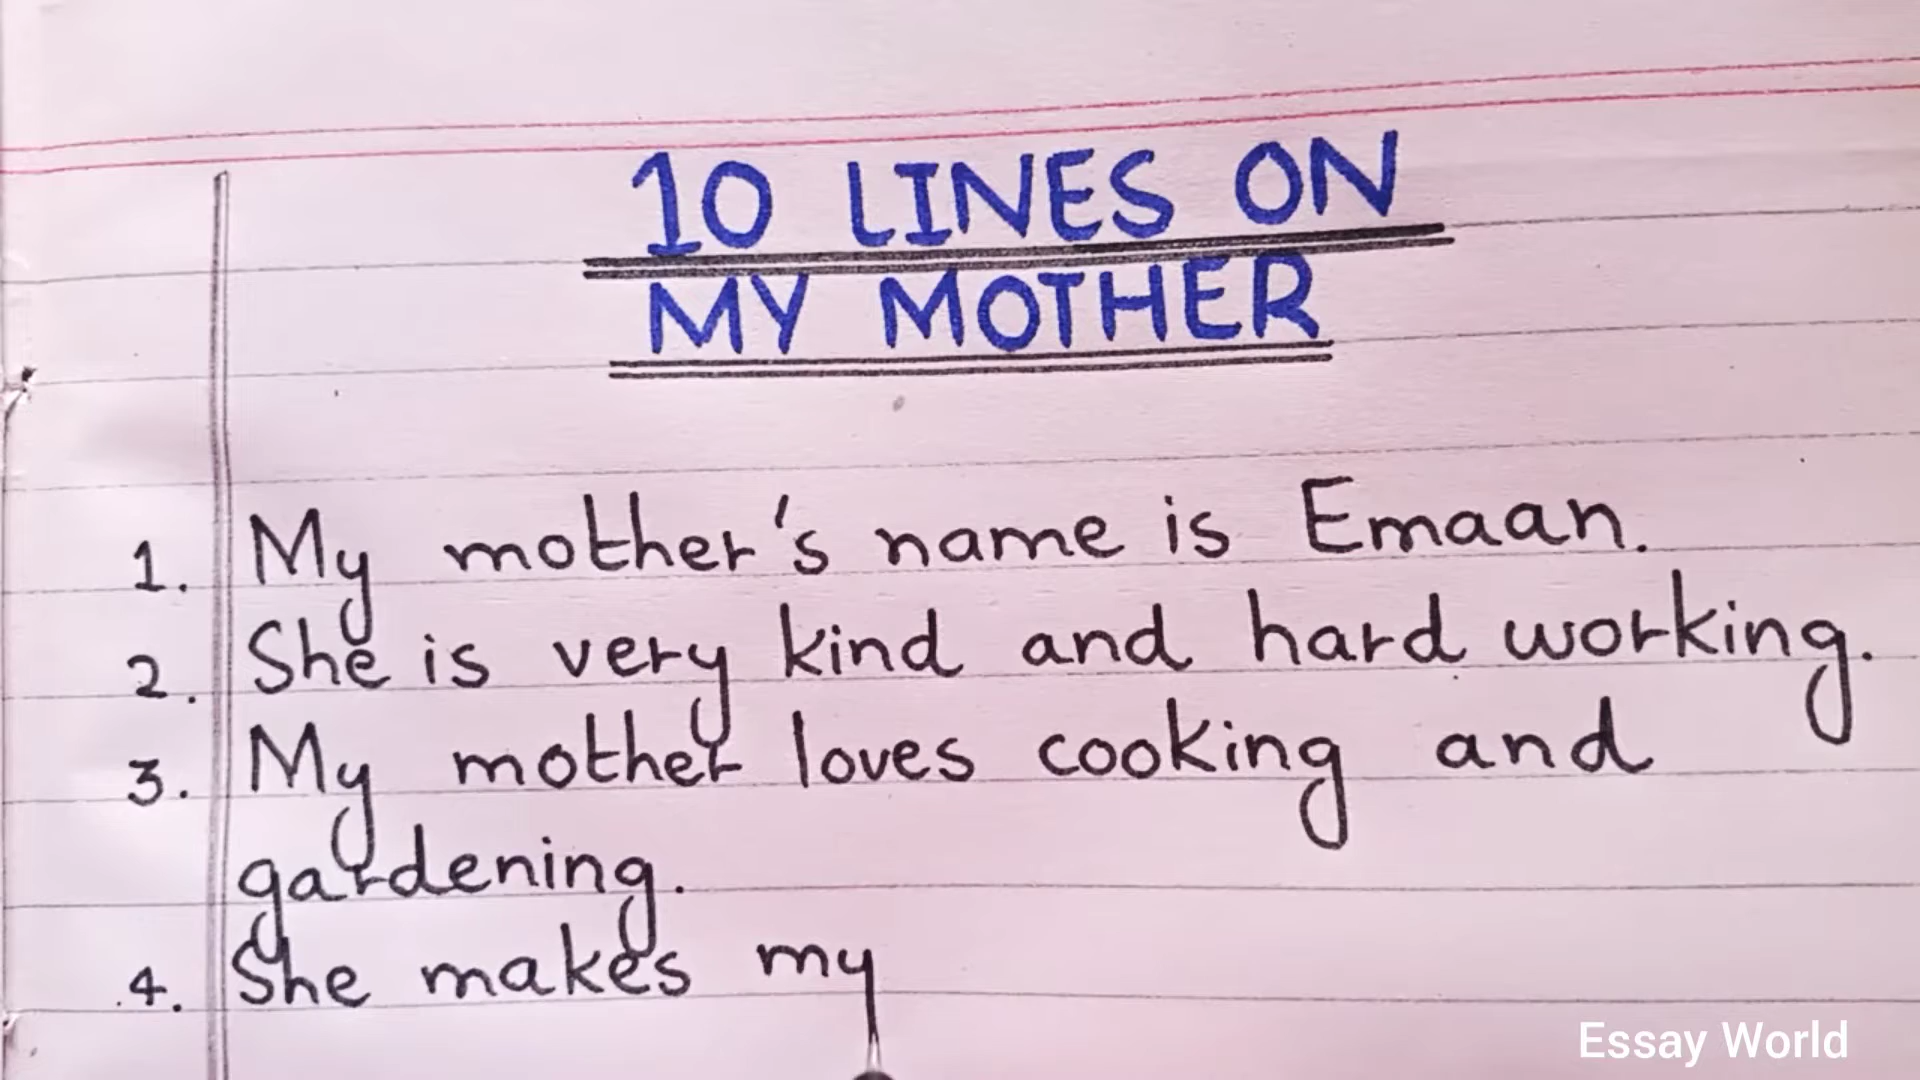 10 LINES ON
MY MOTHER
1. My mother's name is Emaan.
2. She is very kind and hard working.
3. My mother loves cooking and
gardening.
4. She makes my
Essay World